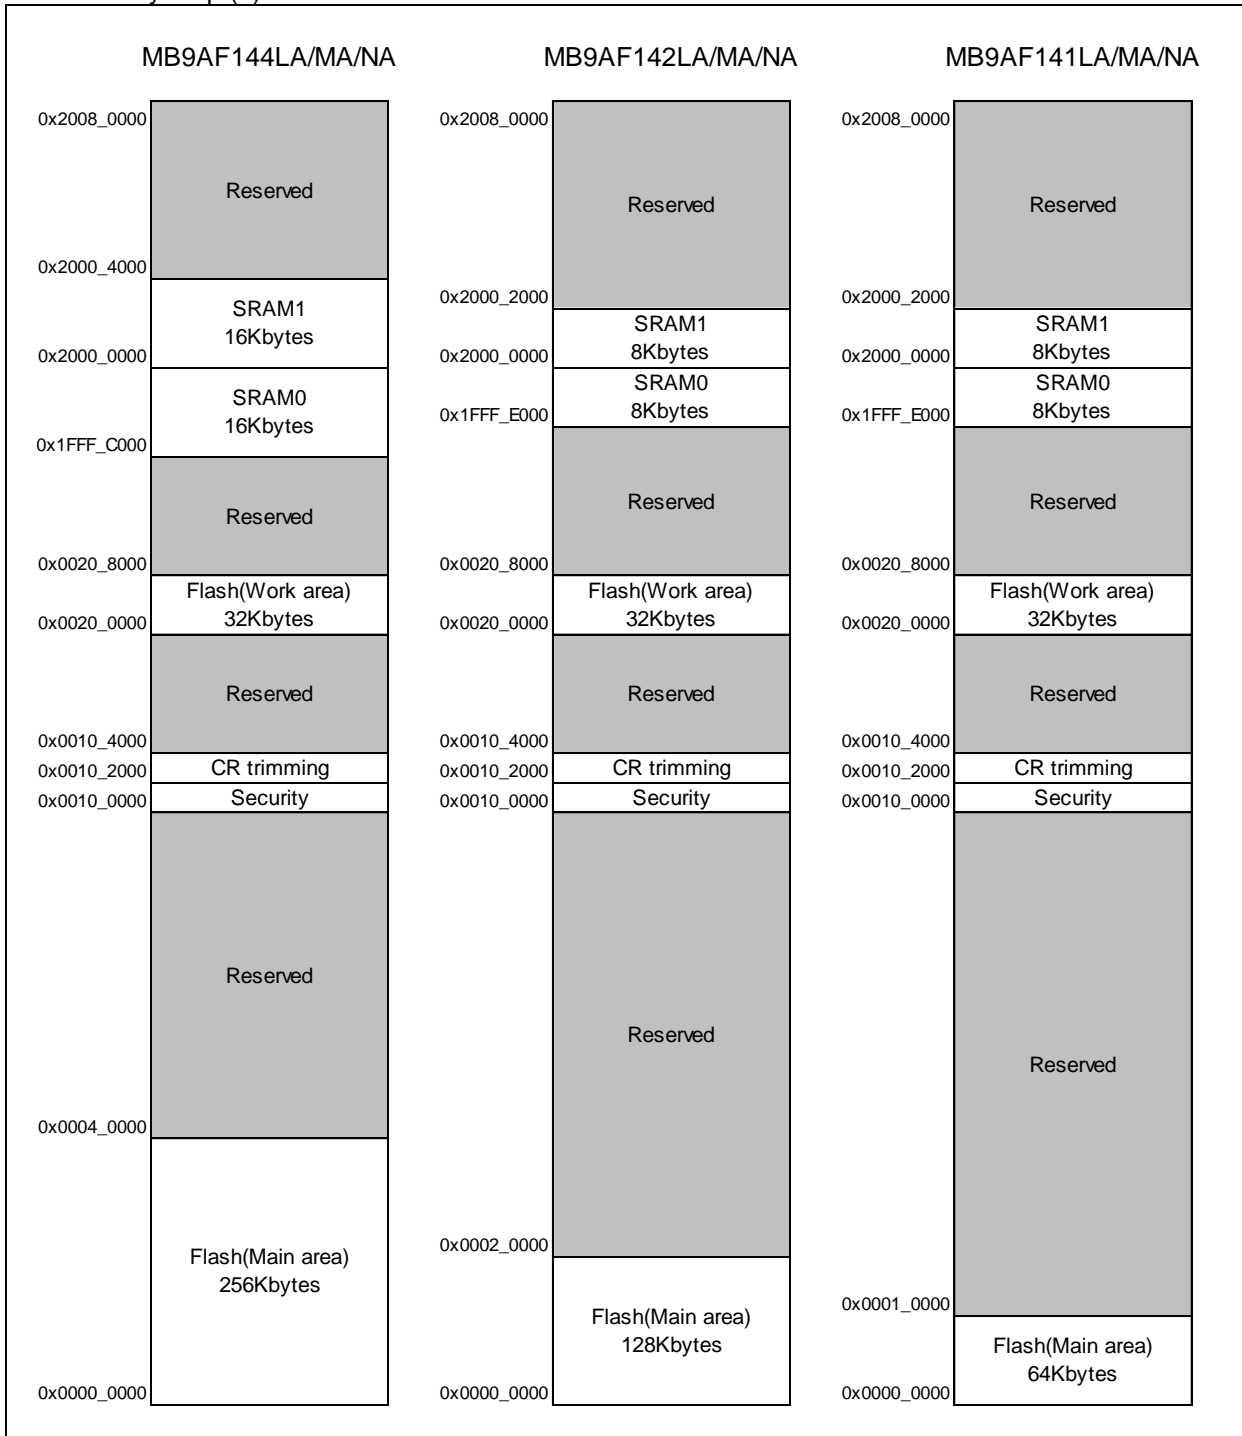 MB9AF144LA/MA/NA
0x2008_0000
Reserved
0x2000_4000
SRAM1
16Kbytes
0x2000_0000
SRAM0
16Kbytes
0x1FFF_C000
Reserved
0x0020_8000
Flash(Work area)
32Kbytes
0x0020_0000
Reserved
0x0010_4000
CR trimming
0x0010_2000
Security
0x0010_0000
Reserved
0x0004_0000
Flash(Main area)
256Kbytes
0x0000_0000
MB9AF142LA/MA/NA
0x2008_0000
Reserved
0x2000_2000
SRAM1
8Kbytes
0x2000_0000
SRAM0
8Kbytes
0x1FFF_E000
Reserved
0x0020_8000
Flash(Work area)
32Kbytes
0x0020_0000
Reserved
0x0010_4000
CR trimming
0x0010_2000
Security
0x0010_0000
Reserved
0x0002_0000
Flash(Main area)
128Kbytes
0x0000_0000
MB9AF141LA/MA/NA
0x2008_0000
Reserved
0x2000_2000
SRAM1
8Kbytes
0x2000_0000
SRAM0
8Kbytes
0x1FFF_E000
Reserved
0x0020_8000
Flash(Work area)
32Kbytes
0x0020_0000
Reserved
0x0010_4000
CR trimming
0x0010_2000
Security
0x0010_0000
Reserved
0x0001_0000
Flash(Main area)
64Kbytes
0x0000_0000